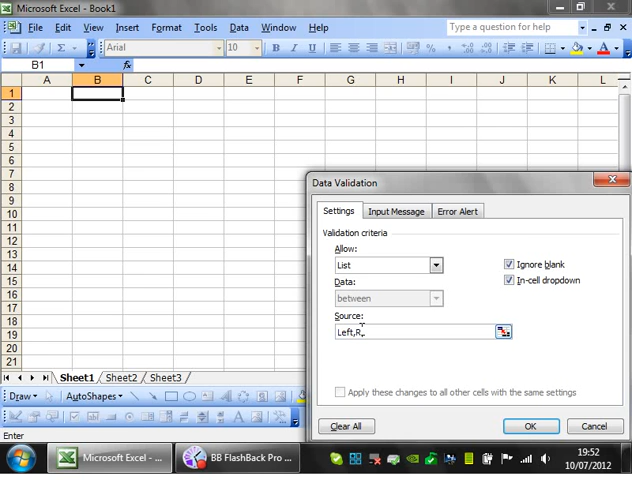 Microsoft Excel - Book1
File Edit View Insert Format Tools Data Window Help
Type a question for help
Arial 10 B I U
B1 fx
A B C D E F G H I J K L
1
2
3
4
5
6
7
8
9
10
11
12
13
14
15
16
17
18
19
20
21
Data Validation
Settings Input Message Error Alert
Validation criteria
Allow:
List
Ignore blank
Data:
In-cell dropdown
between
Source:
Left,R
Apply these changes to all other cells with the same settings
Clear All OK Cancel
Sheet1 Sheet2 Sheet3
Draw AutoShapes
Enter
Microsoft Excel - ... BB FlashBack Pro ... 19:52
10/07/2012